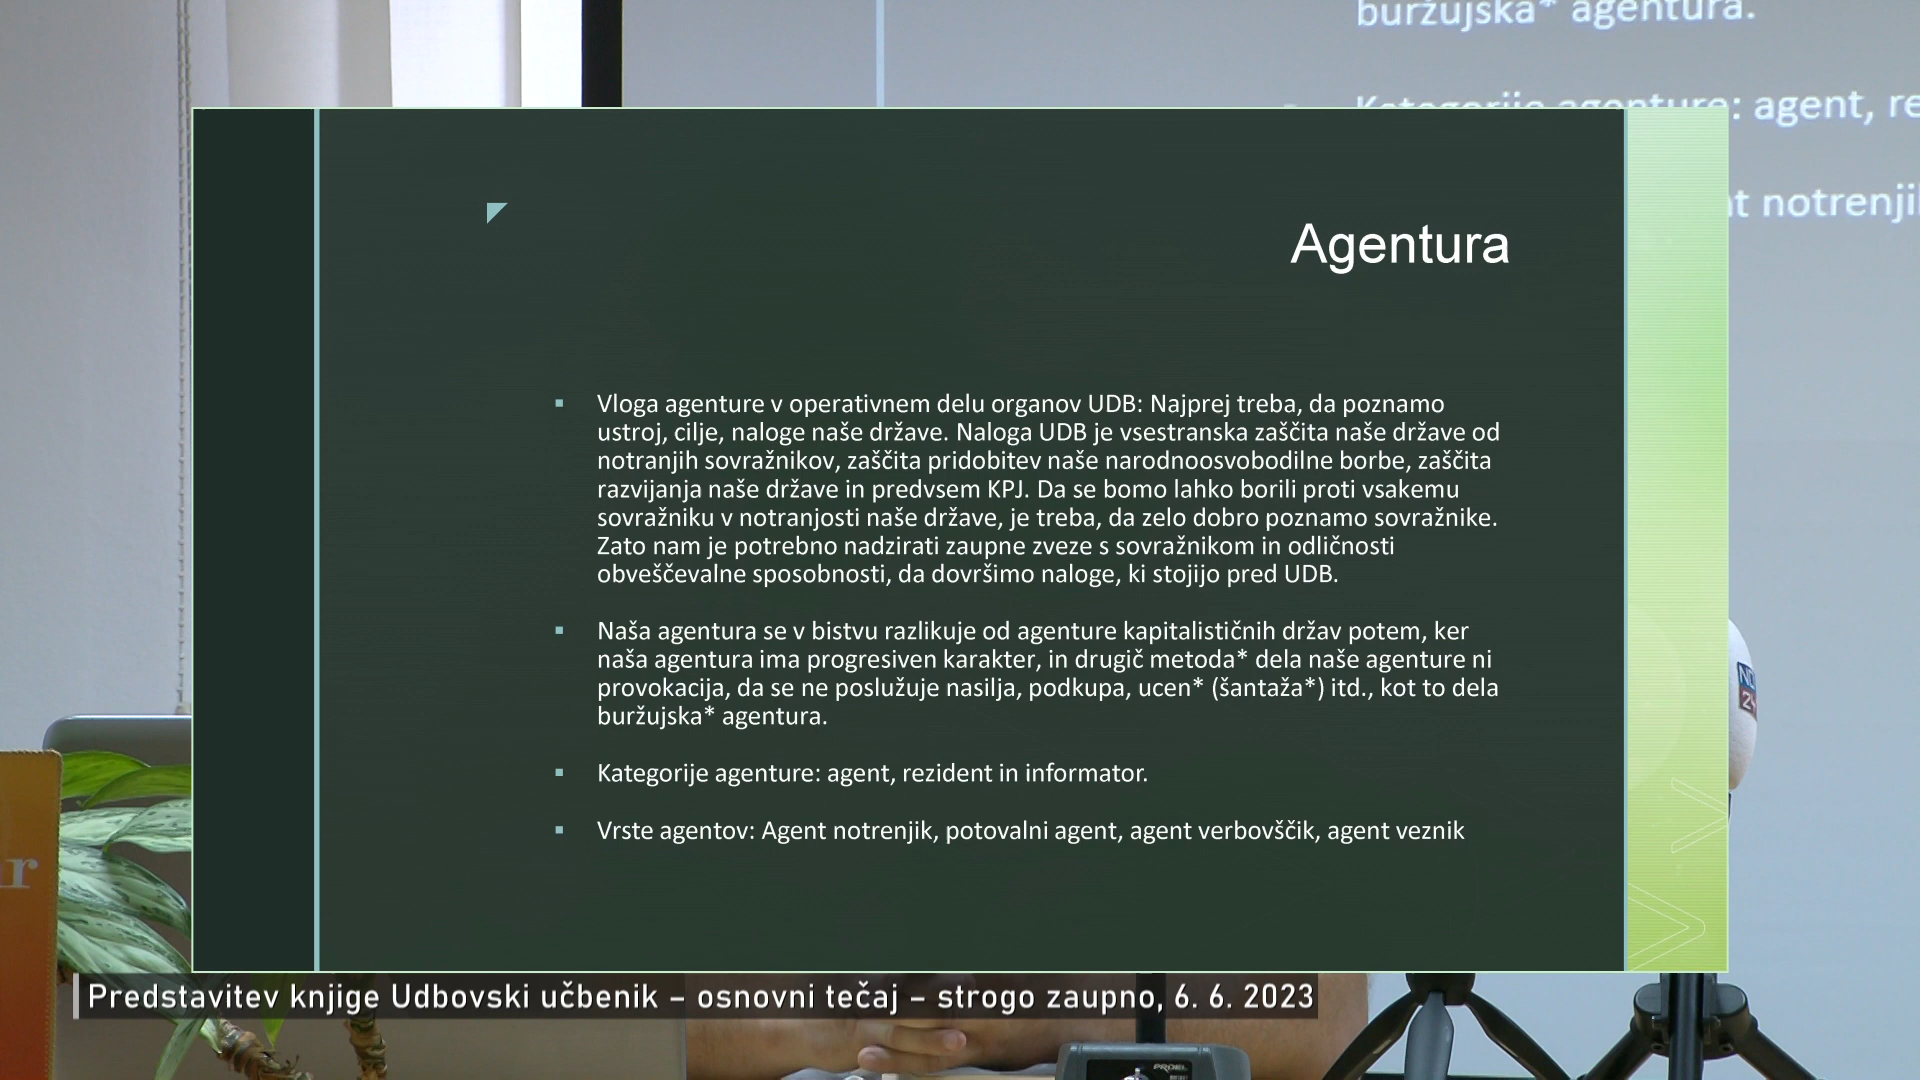 buržujska* agentura.
Kategorije agenture: agent, re
notrenji
Agentura
Vloga agenture v operativnem delu organov UDB: Najprej treba, da poznamo
ustroj, cilje, naloge naše države. Naloga UDB je vsestranska zaščita naše države od
notranjih sovražnikov, zaščita pridobitev naše narodnoosvobodilne borbe, zaščita
razvijanja naše države in predvsem KPJ. Da se bomo lahko borili proti vsakemu
sovražniku v notranjosti naše države, je treba, da zelo dobro poznamo sovražnike.
Zato nam je potrebno nadzirati zaupne zveze s sovražnikom in odličnosti
obveščevalne sposobnosti, da dovršimo naloge, ki stojijo pred UDB.
Naša agentura se v bistvu razlikuje od agenture kapitalističnih držav potem, ker
naša agentura ima progresiven karakter, in drugič metoda* dela naše agenture ni
provokacija, da se ne poslužuje nasilja, podkupa, ucen* (šantaža*) itd., kot to dela
buržujska* agentura.
Kategorije agenture: agent, rezident in informator.
Vrste agentov: Agent notrenjik, potovalni agent, agent verbovščik, agent veznik
Predstavitev knjige Udbovski učbenik – osnovni tečaj – strogo zaupno, 6. 6. 2023
PROEL